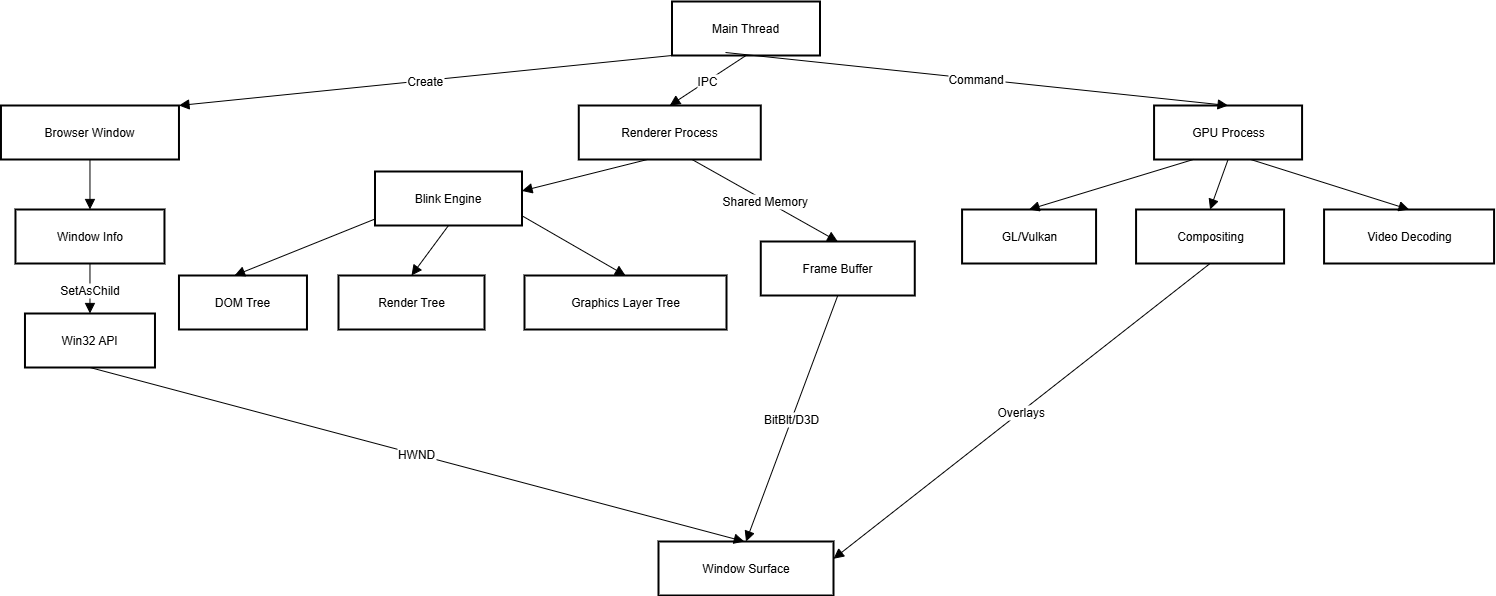 Main Thread
Create
IPC
Command
Browser Window
Renderer Process
GPU Process
Blink Engine
Shared Memory
Window Info
GL/Vulkan
Compositing
Video Decoding
Frame Buffer
SetAsChild
DOM Tree
Render Tree
Graphics Layer Tree
Win32 API
Overlays
BitBlt/D3D
HWND
Window Surface